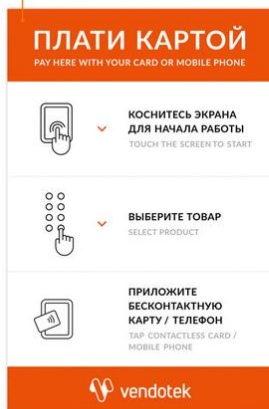 ПЛАТИ КАРТОЙ
PAY HERE WITH YOUR CARD OR MOBILE PHONE
КОСНИТЕСЬ ЭКРАНА
ДЛЯ НАЧАЛА РАБОТЫ
TOUCH THE SCREEN TO START
ВЫБЕРИТЕ ТОВАР
SELECT PRODUCT
ПРИЛОЖИТЕ
БЕСКОНТАКТНУЮ
КАРТУ / ТЕЛЕФОН
TAP CONTACTLESS CARD /
MOBILE PHONE
vendotek